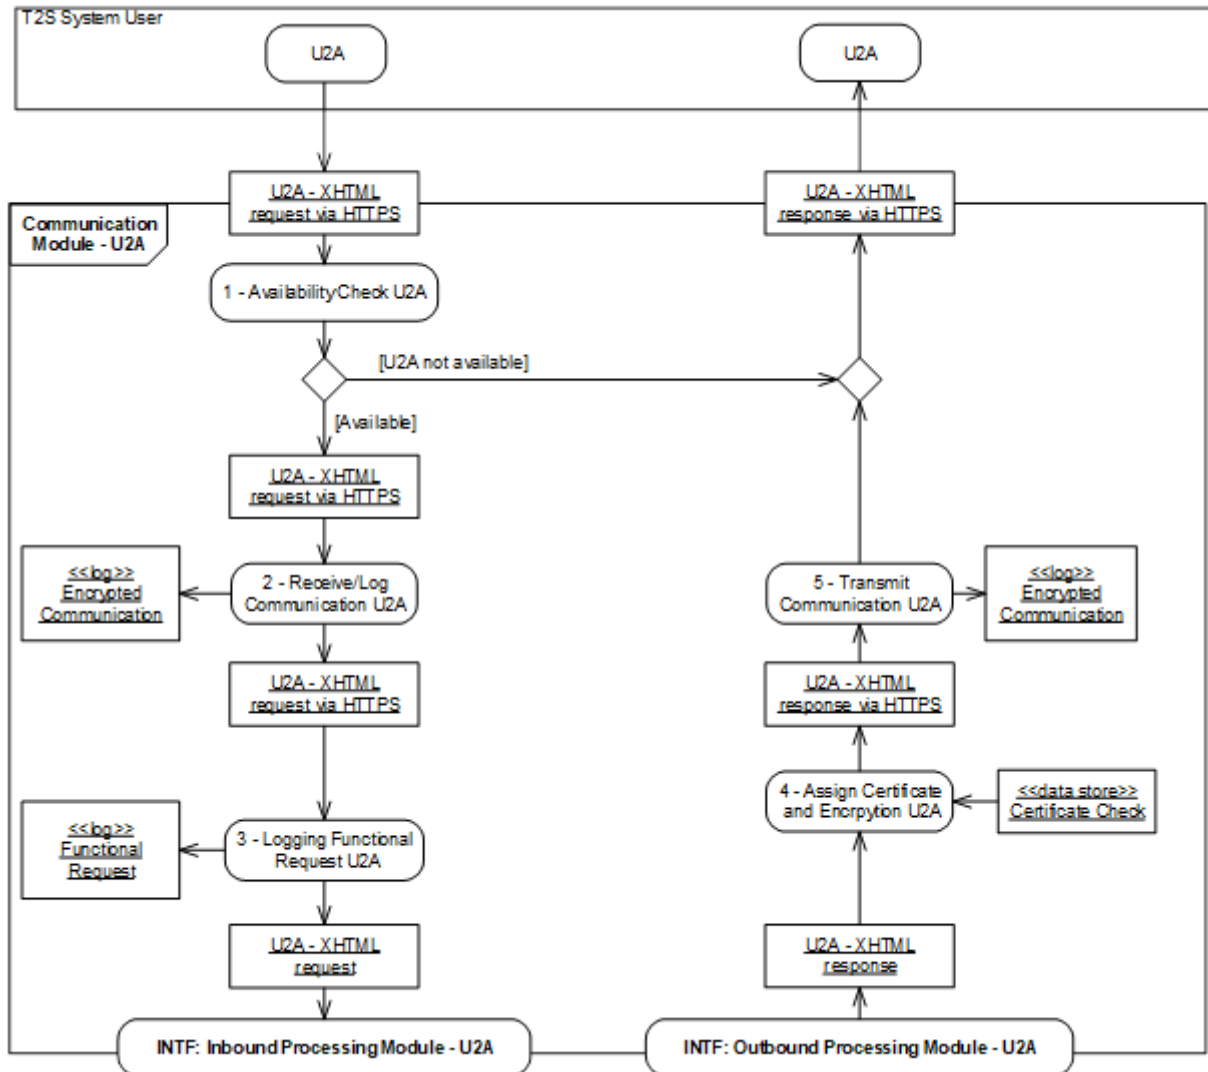 T2S System User
U2A
U2A
U2A - XHTML
request via HTTPS
U2A - XHTML
response via HTTPS
Communication
Module - U2A
1 - Availability Check U2A
[U2A not available]
[Available]
U2A - XHTML
request via HTTPS
<<log>>
Encrypted
Communication
2 - Receive/Log
Communication U2A
5 - Transmit
Communication U2A
<<log>>
Encrypted
Communication
U2A - XHTML
request via HTTPS
U2A - XHTML
response via HTTPS
4 - Assign Certificate
and Encrpytion U2A
<<data store>>
Certificate Check
<<log>>
Functional
Request
3 - Logging Functional
Request U2A
U2A - XHTML
request
U2A - XHTML
response
INTF: Inbound Processing Module - U2A
INTF: Outbound Processing Module - U2A